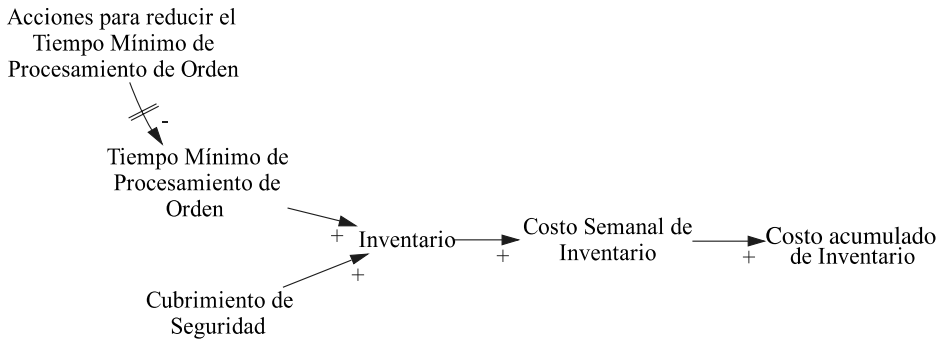 Acciones para reducir el
Tiempo Mínimo de
Procesamiento de Orden
-
Tiempo Mínimo de
Procesamiento de
Orden
+
Inventario
+
Costo Semanal de
Inventario
+
Costo acumulado
de Inventario
+
Cubrimiento de
Seguridad